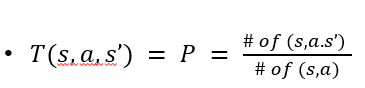 • T(s,a,s’) = P = # of (s,a.s’) / # of (s,a)